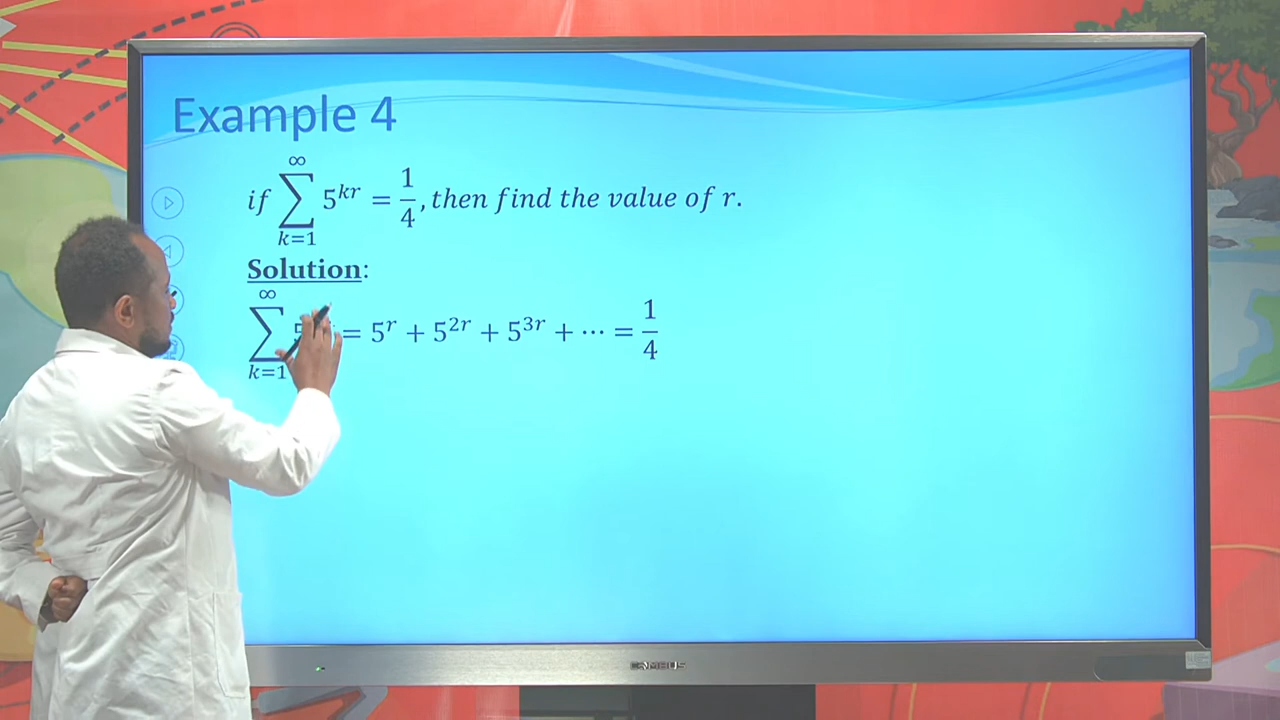 Example 4
if ∞ ∑ k=1 5^{kr} = 1/4, then find the value of r.
Solution:
∞ ∑ k=1 5 = 5^r + 5^{2r} + 5^{3r} + ⋯ = 1/4